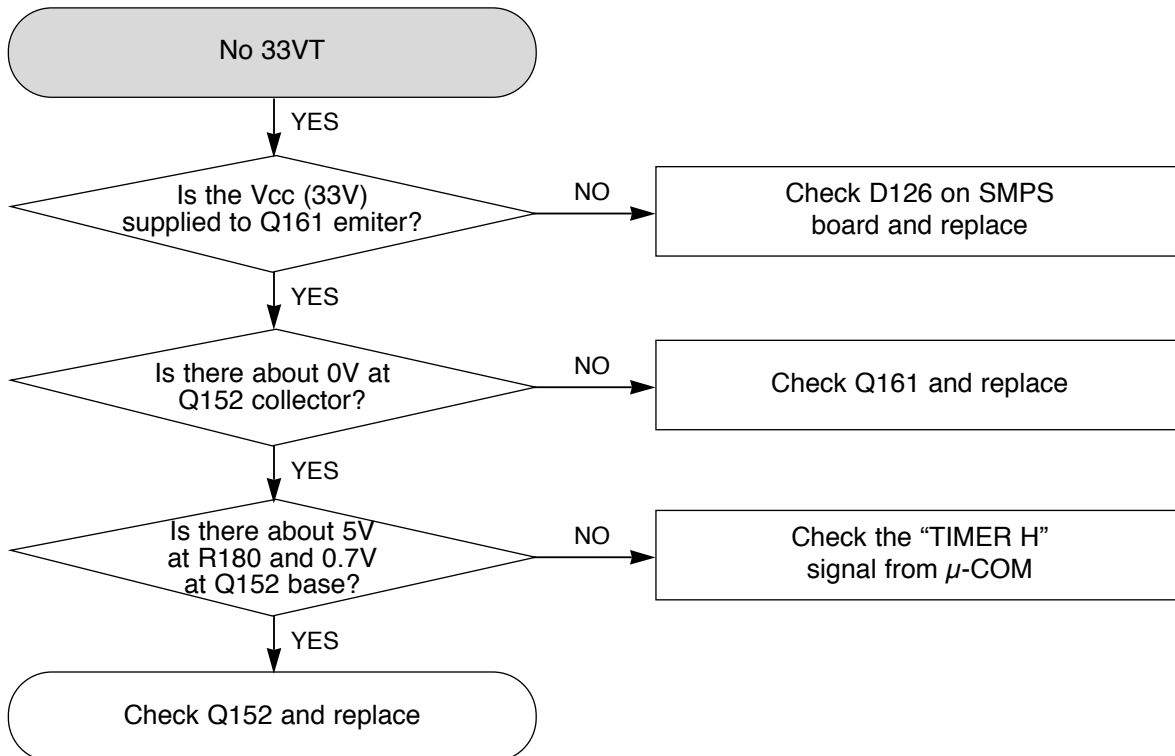 No 33VT
YES
Is the Vcc (33V)
supplied to Q161 emiter?
NO
Check D126 on SMPS
board and replace
YES
Is there about 0V at
Q152 collector?
NO
Check Q161 and replace
YES
Is there about 5V
at R180 and 0.7V
at Q152 base?
NO
Check the “TIMER H”
signal from µ-COM
YES
Check Q152 and replace